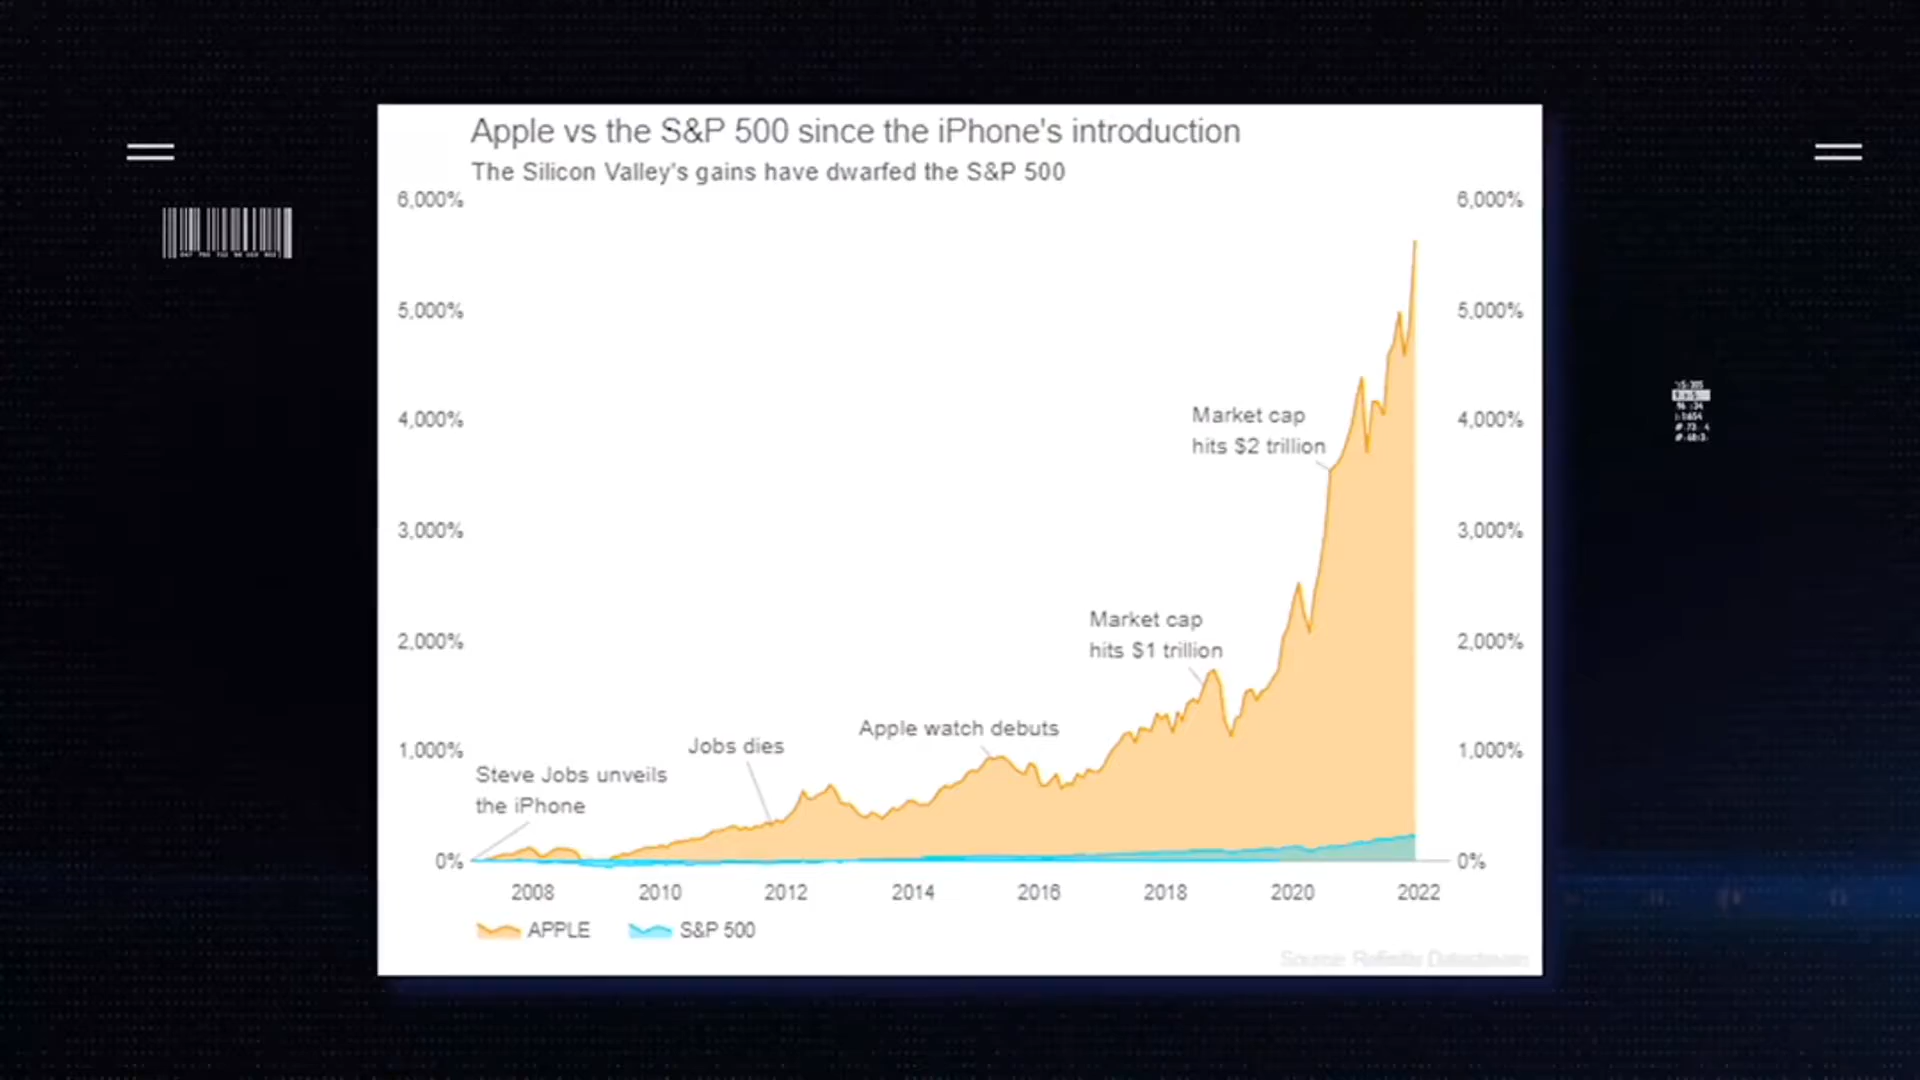 Apple vs the S&P 500 since the iPhone's introduction
The Silicon Valley's gains have dwarfed the S&P 500
6,000%
6,000%
5,000%
5,000%
4,000%
4,000%
3,000%
3,000%
2,000%
2,000%
1,000%
1,000%
0%
0%
Market cap
hits $2 trillion
Market cap
hits $1 trillion
Apple watch debuts
Jobs dies
Steve Jobs unveils
the iPhone
2008 2010 2012 2014 2016 2018 2020 2022
APPLE S&P 500
Source: Refinitiv Datastream